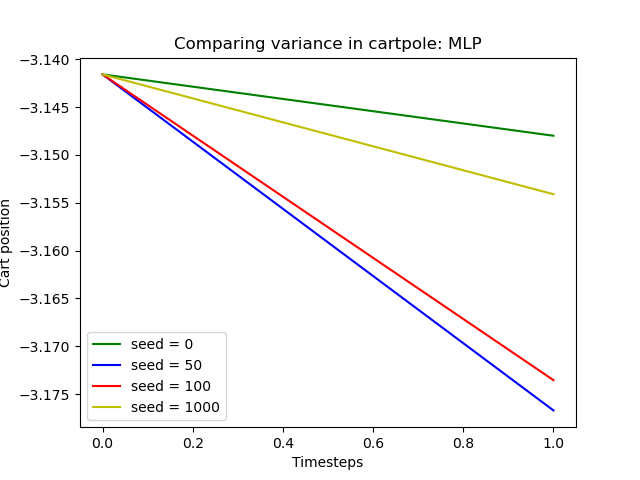 Comparing variance in cartpole: MLP
−3.140
−3.145
−3.150
−3.155
−3.160
−3.165
−3.170
−3.175
Cart position
seed = 0
seed = 50
seed = 100
seed = 1000
0.0 0.2 0.4 0.6 0.8 1.0
Timesteps